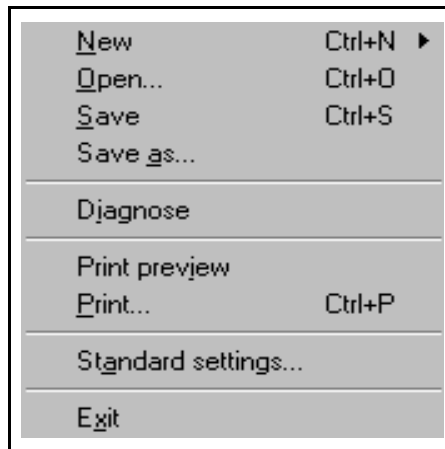 New Ctrl+N
Open... Ctrl+O
Save Ctrl+S
Save as...
Diagnose
Print preview
Print... Ctrl+P
Standard settings...
Exit